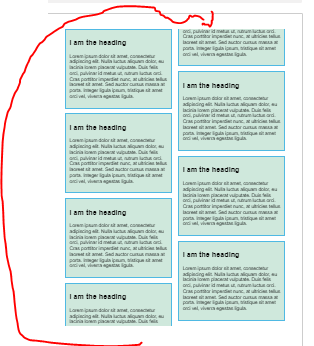 I am the heading
Lorem ipsum dolor sit amet, consectetur
adipiscing elit. Nulla luctus aliquam dolor, eu
lacinia lorem placerat vulputate. Duis felis
orci, pulvinar id metus ut, rutrum luctus orci.
Cras porttitor imperdiet nunc, at ultricies tellus
laoreet sit amet. Sed auctor cursus massa at
porta. Integer ligula ipsum, tristique sit amet
orci vel, viverra egestas ligula.
I am the heading
Lorem ipsum dolor sit amet, consectetur
adipiscing elit. Nulla luctus aliquam dolor, eu
lacinia lorem placerat vulputate. Duis felis
orci, pulvinar id metus ut, rutrum luctus orci.
Cras porttitor imperdiet nunc, at ultricies tellus
laoreet sit amet. Sed auctor cursus massa at
porta. Integer ligula ipsum, tristique sit amet
orci vel, viverra egestas ligula.
I am the heading
Lorem ipsum dolor sit amet, consectetur
adipiscing elit. Nulla luctus aliquam dolor, eu
lacinia lorem placerat vulputate. Duis felis
orci, pulvinar id metus ut, rutrum luctus orci.
Cras porttitor imperdiet nunc, at ultricies tellus
laoreet sit amet. Sed auctor cursus massa at
porta. Integer ligula ipsum, tristique sit amet
orci vel, viverra egestas ligula.
I am the heading
Lorem ipsum dolor sit amet, consectetur
adipiscing elit. Nulla luctus aliquam dolor, eu
lacinia lorem placerat vulputate. Duis felis
orci, pulvinar id metus ut, rutrum luctus orci.
Cras porttitor imperdiet nunc, at ultricies tellus
laoreet sit amet. Sed auctor cursus massa at
porta. Integer ligula ipsum, tristique sit amet
orci vel, viverra egestas ligula.
I am the heading
Lorem ipsum dolor sit amet, consectetur
adipiscing elit. Nulla luctus aliquam dolor, eu
lacinia lorem placerat vulputate. Duis felis
orci, pulvinar id metus ut, rutrum luctus orci.
Cras porttitor imperdiet nunc, at ultricies tellus
laoreet sit amet. Sed auctor cursus massa at
porta. Integer ligula ipsum, tristique sit amet
orci vel, viverra egestas ligula.
I am the heading
Lorem ipsum dolor sit amet, consectetur
adipiscing elit. Nulla luctus aliquam dolor, eu
lacinia lorem placerat vulputate. Duis felis
orci, pulvinar id metus ut, rutrum luctus orci.
Cras porttitor imperdiet nunc, at ultricies tellus
laoreet sit amet. Sed auctor cursus massa at
porta. Integer ligula ipsum, tristique sit amet
orci vel, viverra egestas ligula.
I am the heading
Lorem ipsum dolor sit amet, consectetur
adipiscing elit. Nulla luctus aliquam dolor, eu
lacinia lorem placerat vulputate. Duis felis
orci, pulvinar id metus ut, rutrum luctus orci.
Cras porttitor imperdiet nunc, at ultricies tellus
laoreet sit amet. Sed auctor cursus massa at
porta. Integer ligula ipsum, tristique sit amet
orci vel, viverra egestas ligula.